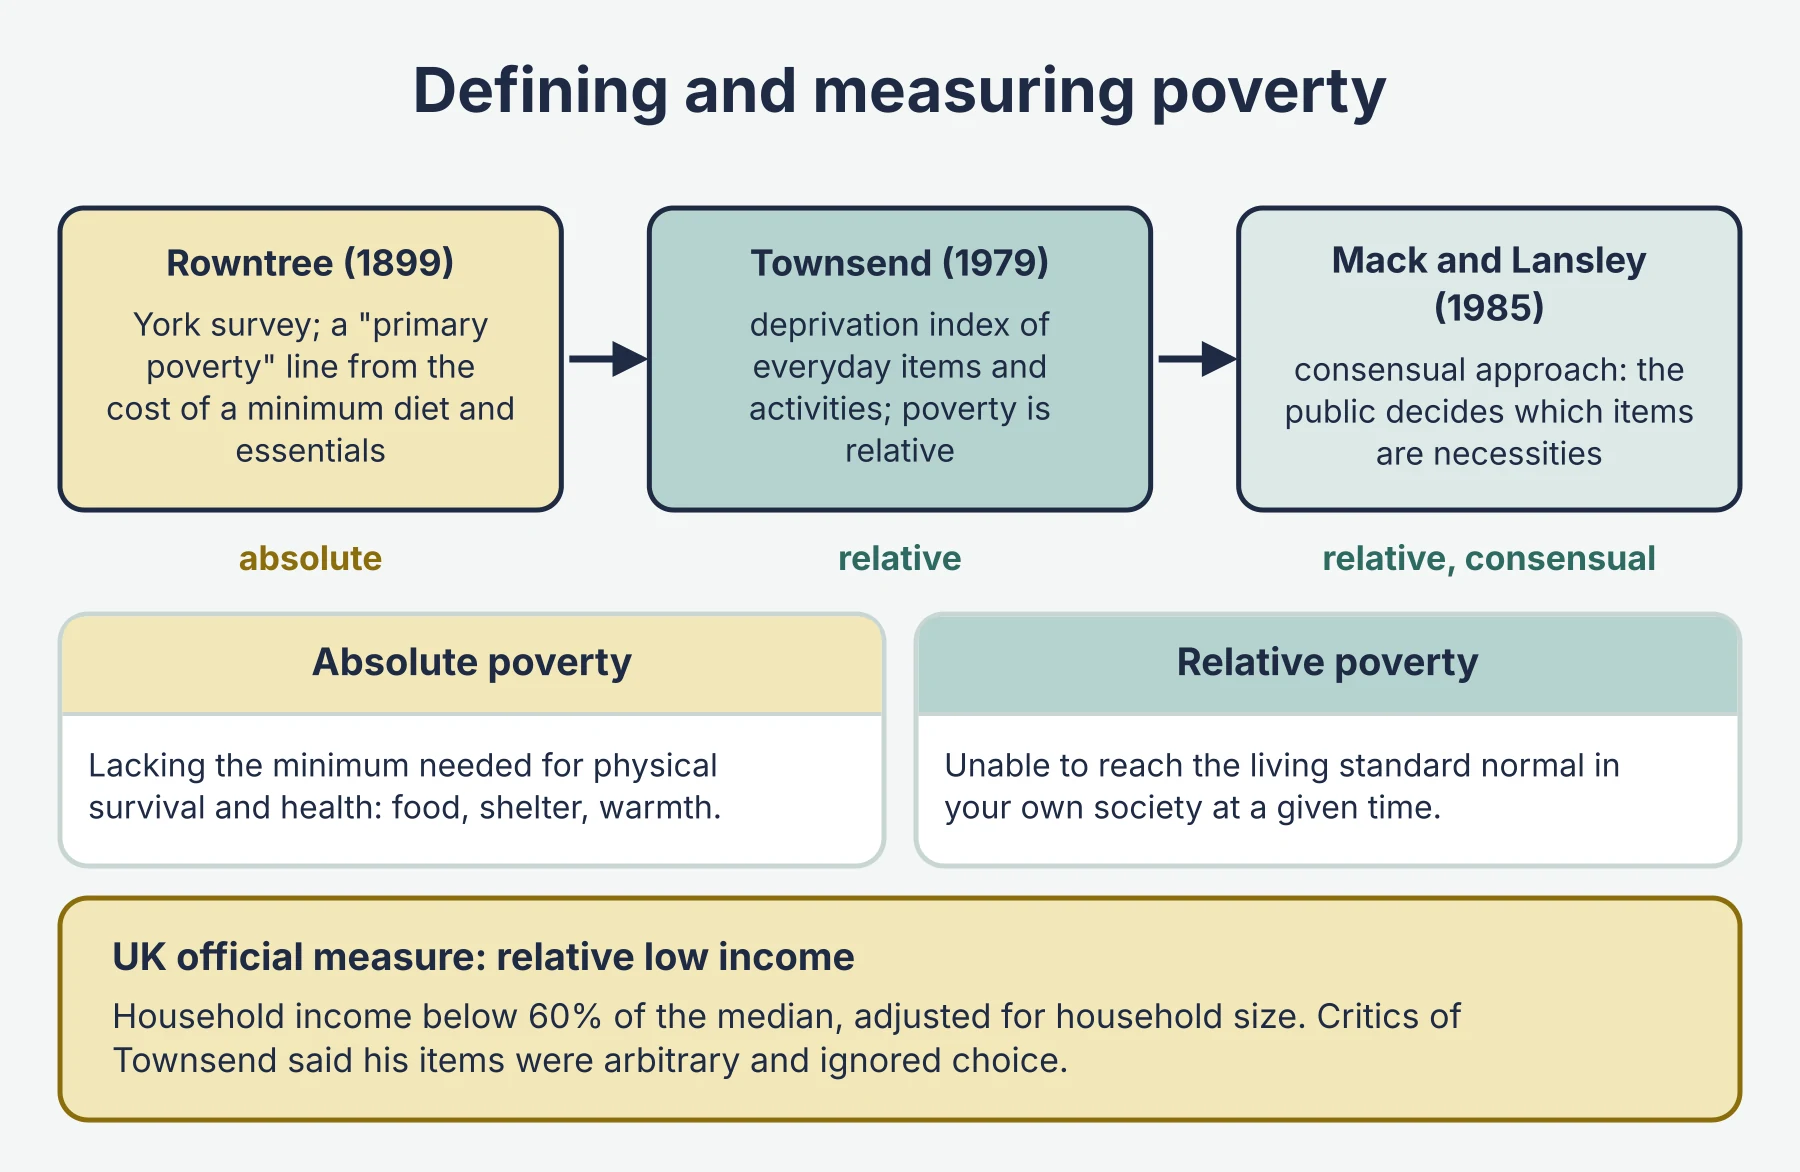 Defining and measuring poverty
Rowntree (1899)
York survey; a "primary
poverty" line from the
cost of a minimum diet and
essentials
Townsend (1979)
deprivation index of
everyday items and
activities; poverty is
relative
Mack and Lansley
(1985)
consensual approach: the
public decides which items
are necessities
absolute
relative
relative, consensual
Absolute poverty
Lacking the minimum needed for physical
survival and health: food, shelter, warmth.
Relative poverty
Unable to reach the living standard normal in
your own society at a given time.
UK official measure: relative low income
Household income below 60% of the median, adjusted for household size. Critics of
Townsend said his items were arbitrary and ignored choice.